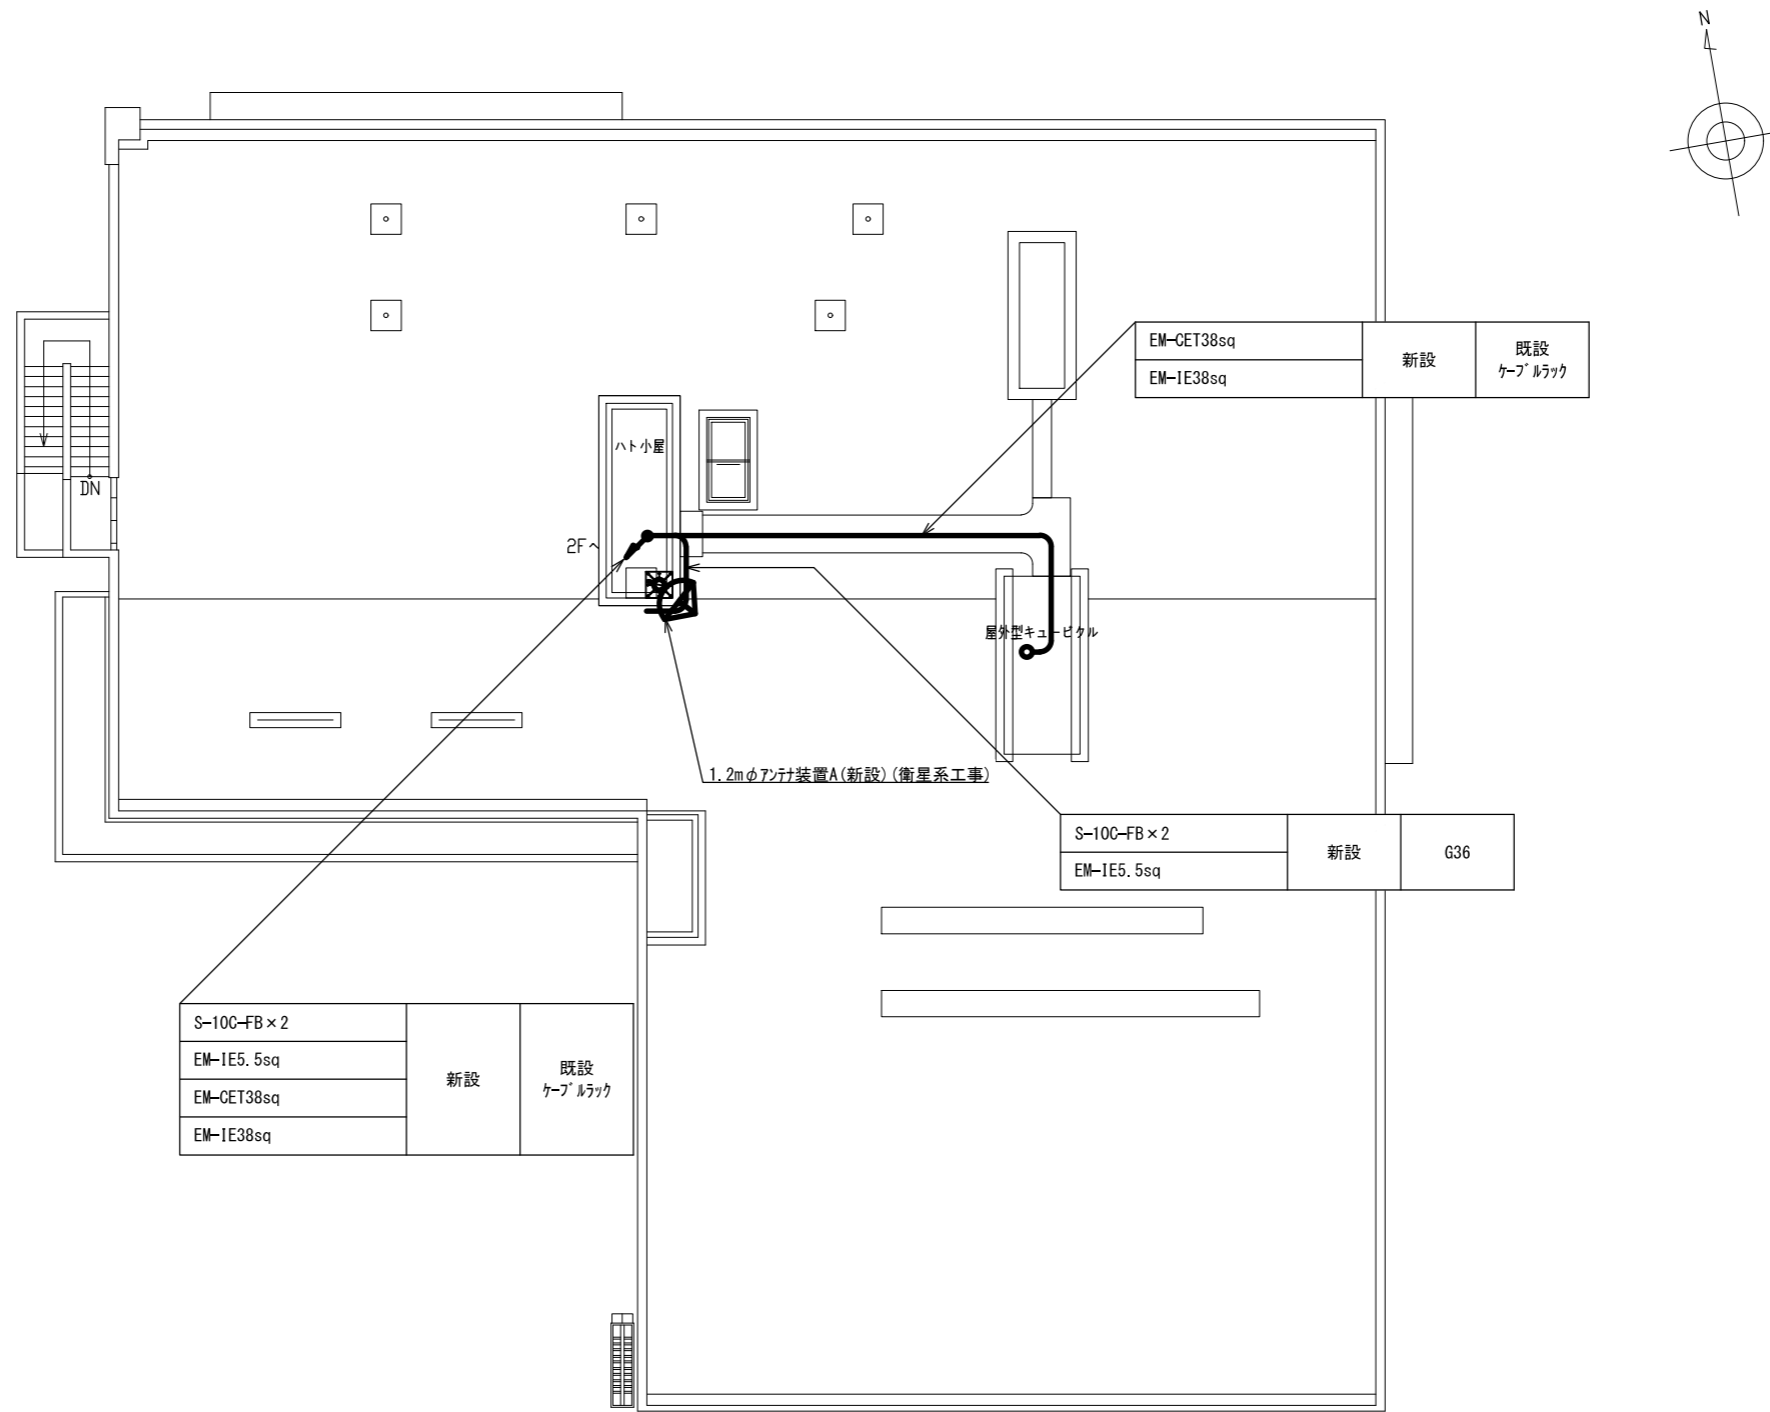 N
EM-CET38sq
EM-IE38sq
新設
既設
ｹｰﾌﾞﾙﾗｯｸ
ハト小屋
DN
2Fへ
屋外型キュービクル
1.2mφｱﾝﾃﾅ装置A(新設)(衛星系工事)
S-10C-FB×2
EM-IE5.5sq
新設
G36
S-10C-FB×2
EM-IE5.5sq
EM-CET38sq
EM-IE38sq
新設
既設
ｹｰﾌﾞﾙﾗｯｸ